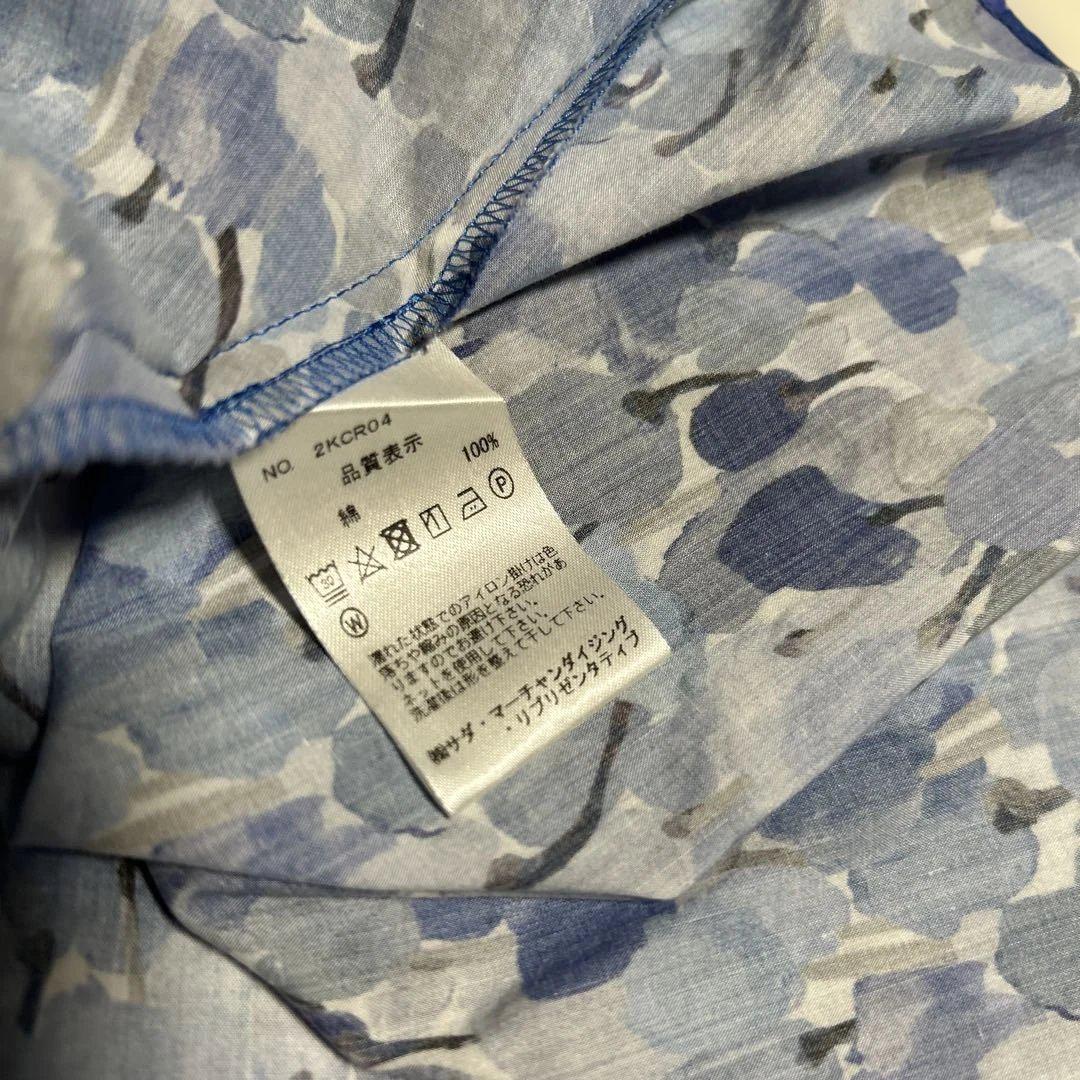 NO. 2KCR04
品質表示
綿 100%
30
P
W
濡れた状態でのアイロン掛けは色
落ちや縮みの原因となる恐れがあ
りますのでお避け下さい。
ネットを使用して下さい。
洗濯後は形を整えて干して下さい。
㈱サダ・マーチャンダイジング
・リプリゼンタティブ